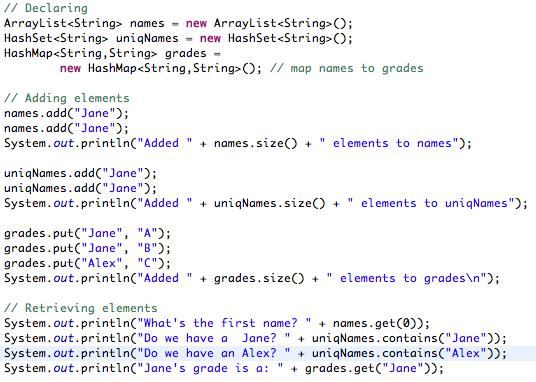 // Declaring
ArrayList<String> names = new ArrayList<String>();
HashSet<String> uniqNames = new HashSet<String>();
HashMap<String,String> grades =
new HashMap<String,String>(); // map names to grades
// Adding elements
names.add("Jane");
names.add("Jane");
System.out.println("Added " + names.size() + " elements to names");
uniqNames.add("Jane");
uniqNames.add("Jane");
System.out.println("Added " + uniqNames.size() + " elements to uniqNames");
grades.put("Jane", "A");
grades.put("Jane", "B");
grades.put("Alex", "C");
System.out.println("Added " + grades.size() + " elements to grades\n");
// Retrieving elements
System.out.println("What's the first name? " + names.get(0));
System.out.println("Do we have a  Jane? " + uniqNames.contains("Jane"));
System.out.println("Do we have an Alex? " + uniqNames.contains("Alex"));
System.out.println("Jane's grade is a: " + grades.get("Jane"));